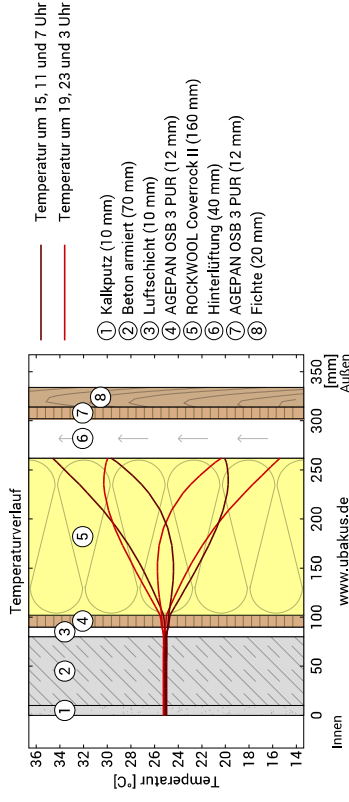 Temperaturverlauf
Temperatur [°C]
36
34
32
30
28
26
24
22
20
18
16
14
1
2
3
4
5
6
7
8
0
50
100
150
200
250
300
350
[mm]
Innen
www.ubakus.de
Außen
Temperatur um 15, 11 und 7 Uhr
Temperatur um 19, 23 und 3 Uhr
1 Kalkputz (10 mm)
2 Beton armiert (70 mm)
3 Luftschicht (10 mm)
4 AGEPAN OSB 3 PUR (12 mm)
5 ROCKWOOL Coverrock II (160 mm)
6 Hinterlüftung (40 mm)
7 AGEPAN OSB 3 PUR (12 mm)
8 Fichte (20 mm)